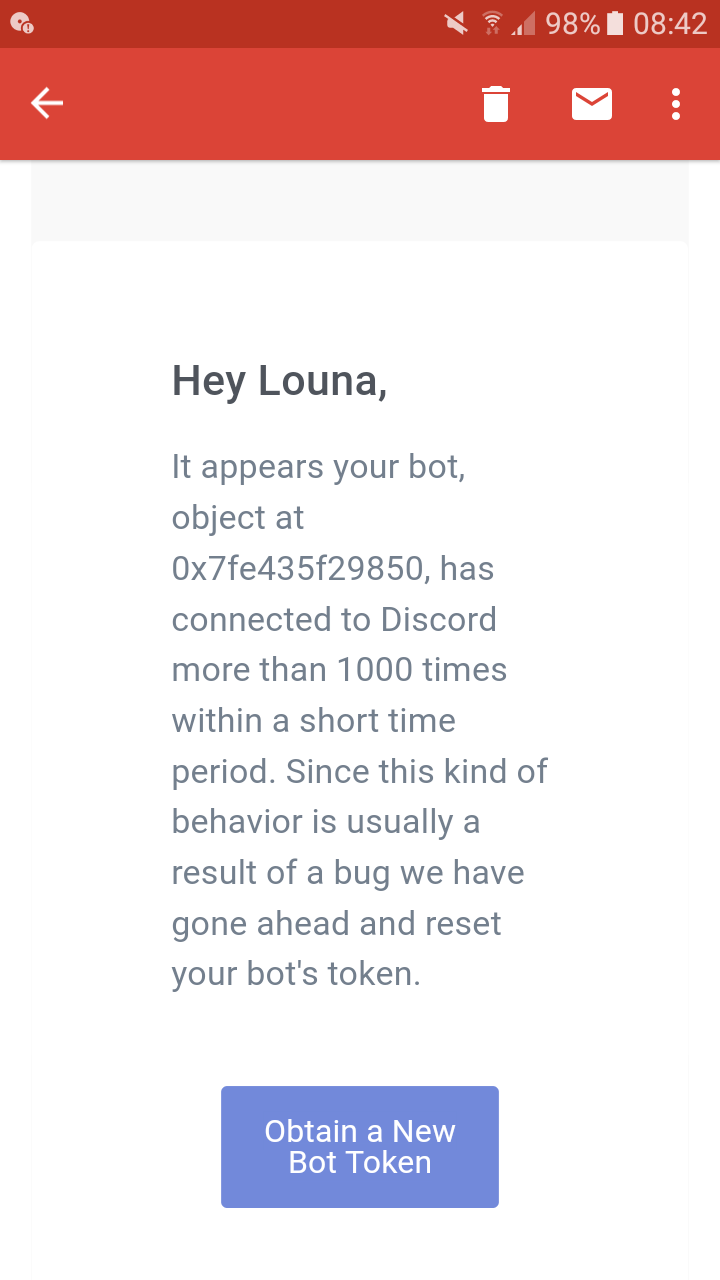 98% 08:42
Hey Louna,
It appears your bot,
object at
0x7fe435f29850, has
connected to Discord
more than 1000 times
within a short time
period. Since this kind of
behavior is usually a
result of a bug we have
gone ahead and reset
your bot's token.
Obtain a New
Bot Token